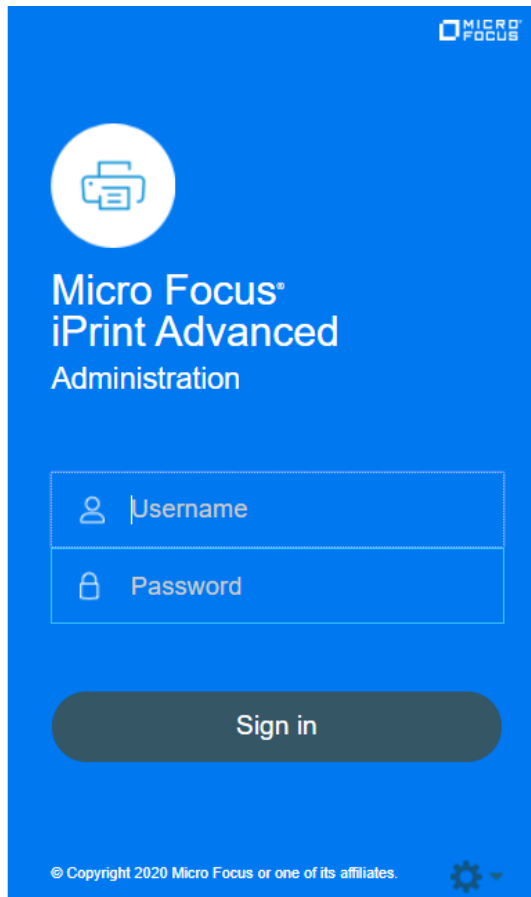 MICRO
FOCUS
Micro Focus®
iPrint Advanced
Administration
Username
Password
Sign in
© Copyright 2020 Micro Focus or one of its affiliates.